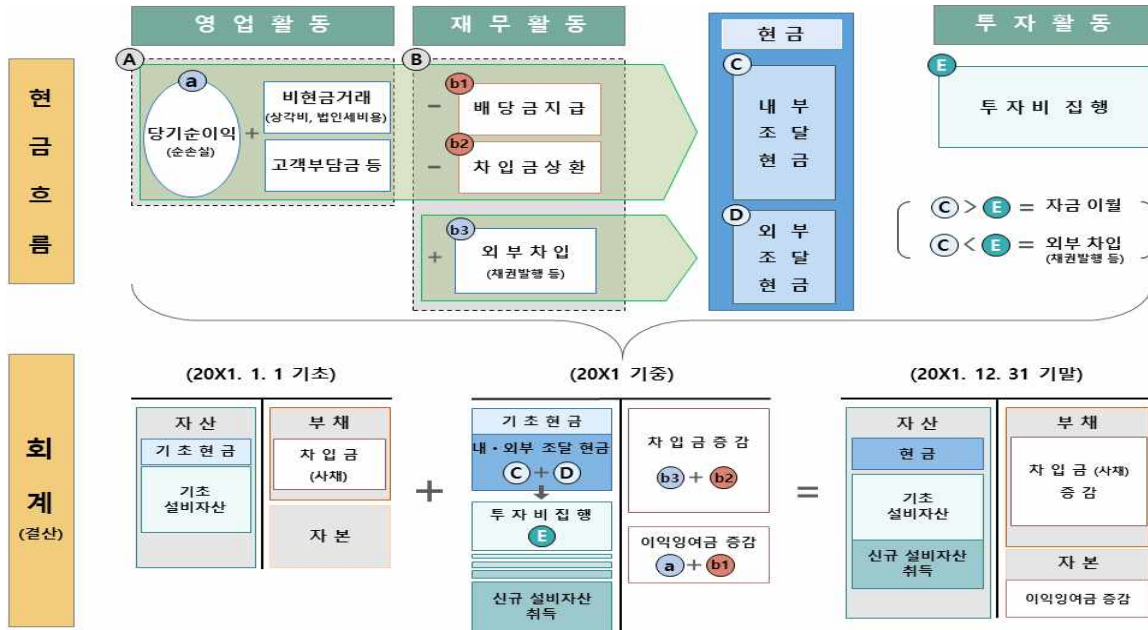 영업활동
재무활동
현금
투자활동
현금흐름
A
a
당기순이익
(순손실)
+
비현금거래
(상각비, 법인세비용)
고객부담금 등
B
b1
− 배당금지급
b2
− 차입금상환
b3
+ 외부차입
(채권발행 등)
C
내부
조달
현금
D
외부
조달
현금
E
투자비 집행
C > E = 자금 이월
C < E = 외부 차입
(채권발행 등)
회계
(결산)
(20X1. 1. 1 기초)
자산
기초현금
기초
설비자산
부채
차입금
(사채)
자본
+
(20X1 기중)
기초현금
내·외부 조달 현금
C + D
투자비집행
E
신규 설비자산
취득
차입금증감
b3 + b2
이익잉여금 증감
a + b1
=
(20X1. 12. 31 기말)
자산
현금
기초
설비자산
신규 설비자산
취득
부채
차입금 (사채)
증감
자본
이익잉여금 증감